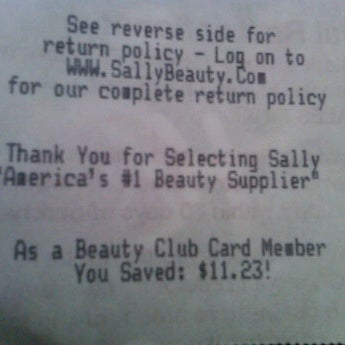 See reverse side for
return policy - Log on to
WWW.SallyBeauty.Com
for our complete return policy
Thank You for Selecting Sally
"America's #1 Beauty Supplier"
As a Beauty Club Card Member
You Saved: $11.23!